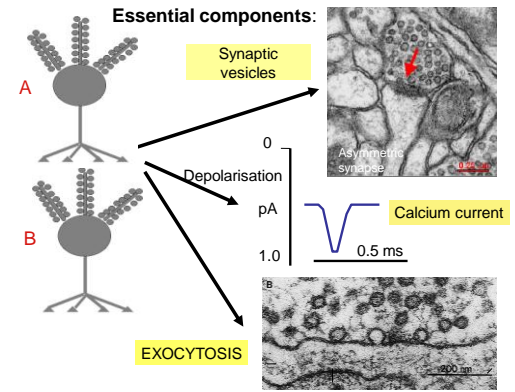 Essential components:
Synaptic
vesicles
A
Asymmetric
synapse
0
Depolarisation
pA
1.0
Calcium current
0.5 ms
B
B
EXOCYTOSIS
200 nm